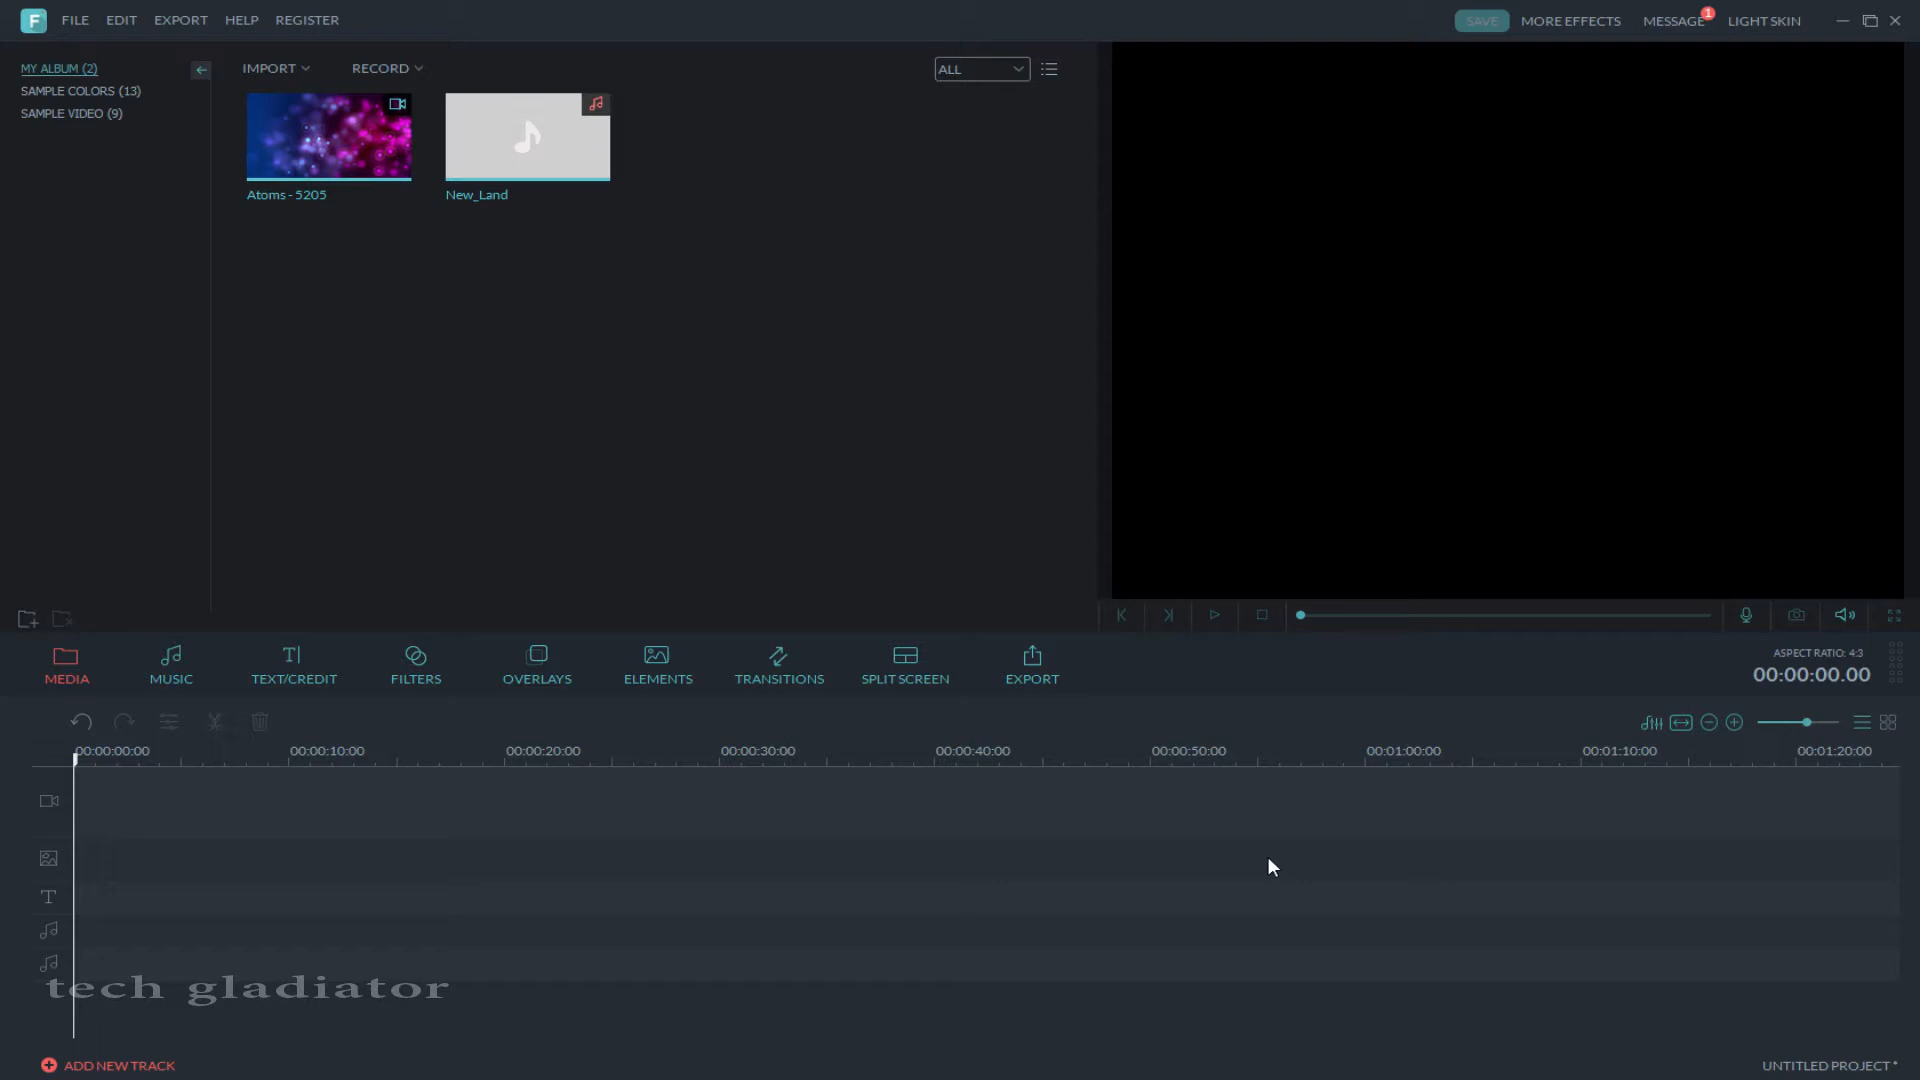 F FILE EDIT EXPORT HELP REGISTER SAVE MORE EFFECTS MESSAGE 1 LIGHT SKIN
MY ALBUM (2)
SAMPLE COLORS (13)
SAMPLE VIDEO (9)
IMPORT RECORD ALL
Atoms - 5205 New_Land
MEDIA MUSIC TEXT/CREDIT FILTERS OVERLAYS ELEMENTS TRANSITIONS SPLIT SCREEN EXPORT
ASPECT RATIO: 4:3
00:00:00.00
00:00:00:00 00:00:10:00 00:00:20:00 00:00:30:00 00:00:40:00 00:00:50:00 00:01:00:00 00:01:10:00 00:01:20:00
tech gladiator
ADD NEW TRACK UNTITLED PROJECT *